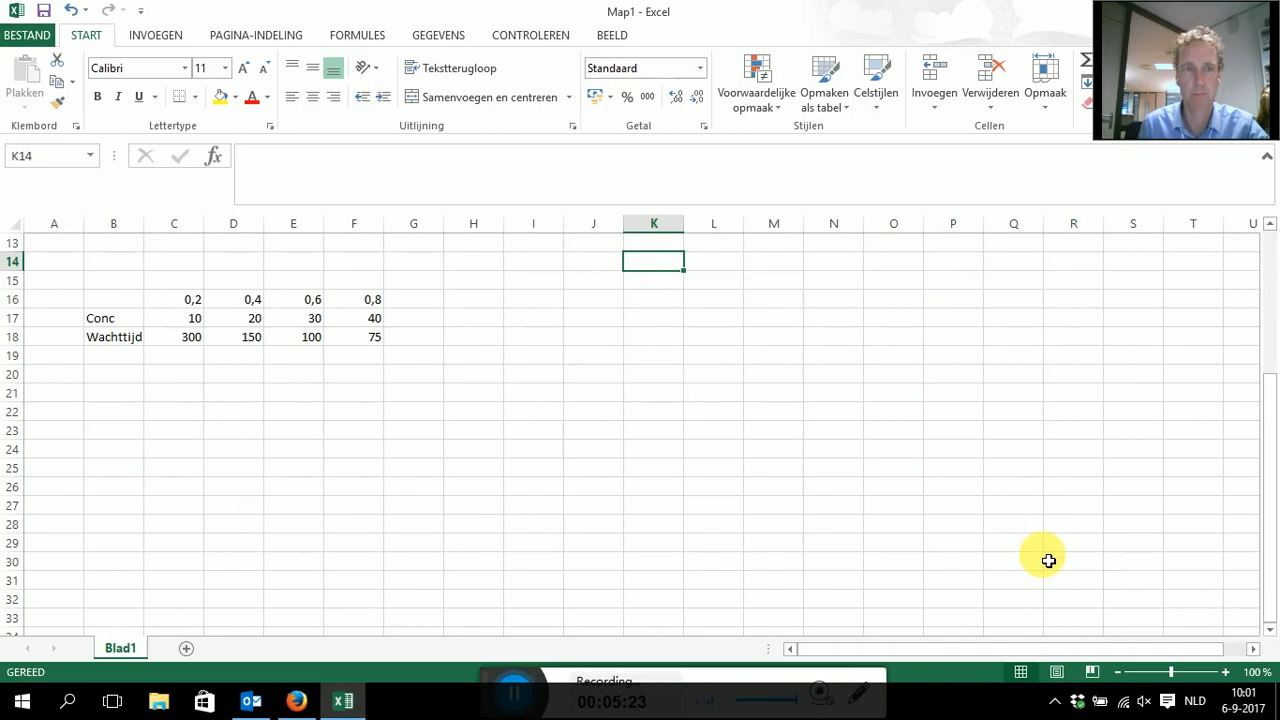 Map1 - Excel
BESTAND START INVOEGEN PAGINA-INDELING FORMULES GEGEVENS CONTROLEREN BEELD
Plakken
Calibri 11
B I U
Tekstterugloop
Samenvoegen en centreren
Standaard
% 000
Voorwaardelijke opmaak
Opmaken als tabel
Celstijlen
Invoegen
Verwijderen
Opmaak
Klembord Lettertype Uitlijning Getal Stijlen Cellen
K14 fx
A B C D E F G H I J K L M N O P Q R S T U
13
14
15
16 0,2 0,4 0,6 0,8
17 Conc 10 20 30 40
18 Wachttijd 300 150 100 75
19
20
21
22
23
24
25
26
27
28
29
30
31
32
33
Blad1
GEREED 100 %
Recording
00:05:23
NLD
10:01
6-9-2017